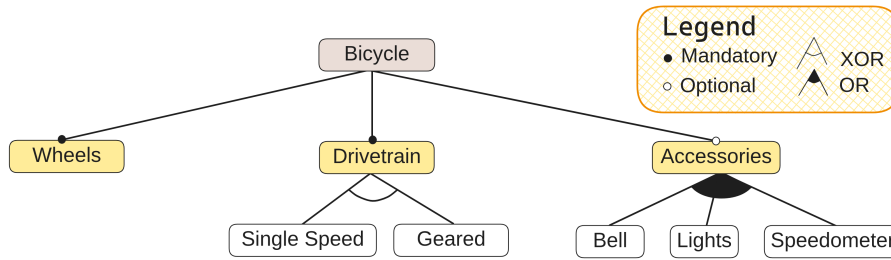 Legend
Mandatory
XOR
Optional
OR
Bicycle
Wheels
Drivetrain
Accessories
Single Speed
Geared
Bell
Lights
Speedometer